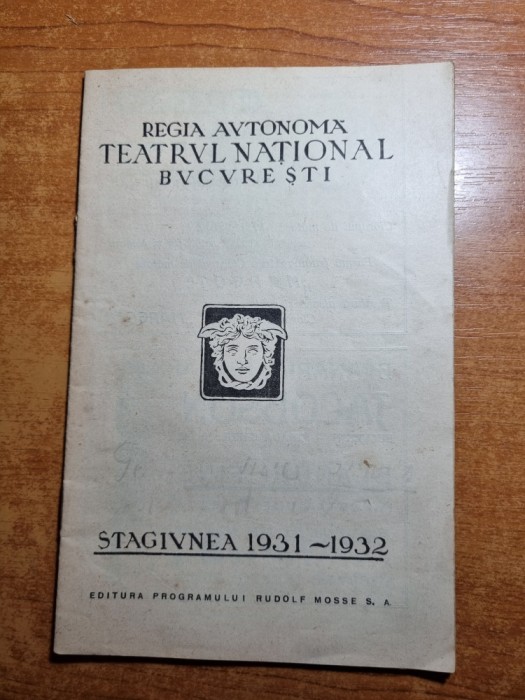 REGIA AVTONOMĂ
TEATRVL NAȚIONAL
BVCVREȘTI
STAGIVNEA 1931~1932
EDITURA PROGRAMULUI RUDOLF MOSSE S. A.